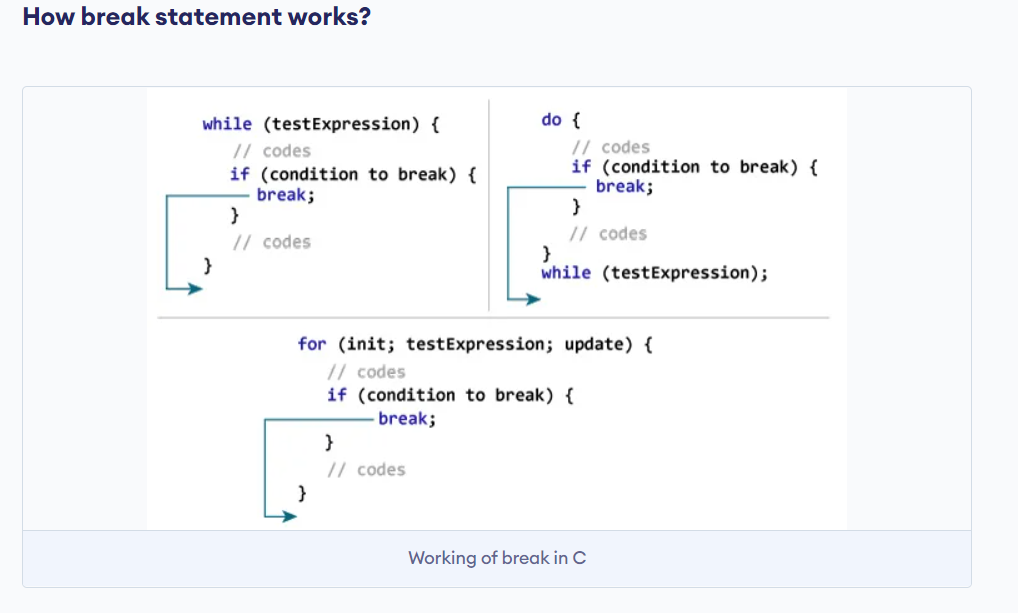 How break statement works?
while (testExpression) {
// codes
if (condition to break) {
break;
}
// codes
}
do {
// codes
if (condition to break) {
break;
}
// codes
}
while (testExpression);
for (init; testExpression; update) {
// codes
if (condition to break) {
break;
}
// codes
}
Working of break in C